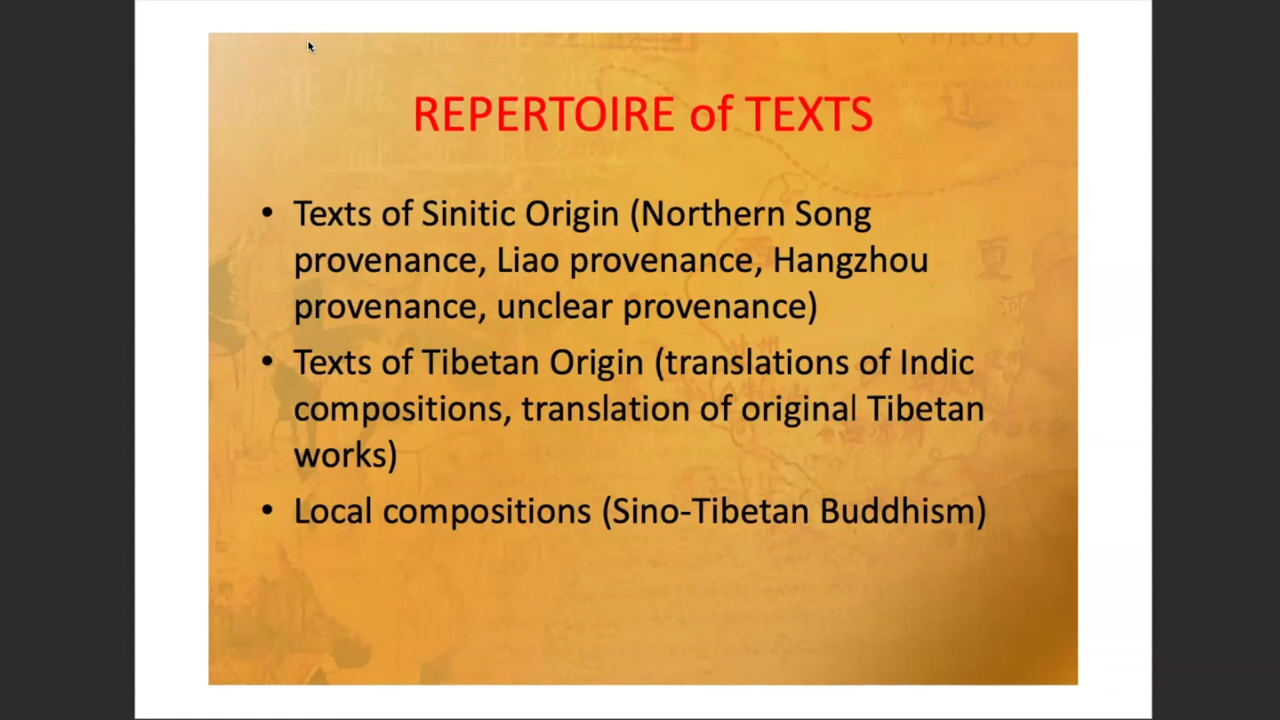 REPERTOIRE of TEXTS
• Texts of Sinitic Origin (Northern Song
provenance, Liao provenance, Hangzhou
provenance, unclear provenance)
• Texts of Tibetan Origin (translations of Indic
compositions, translation of original Tibetan
works)
• Local compositions (Sino-Tibetan Buddhism)